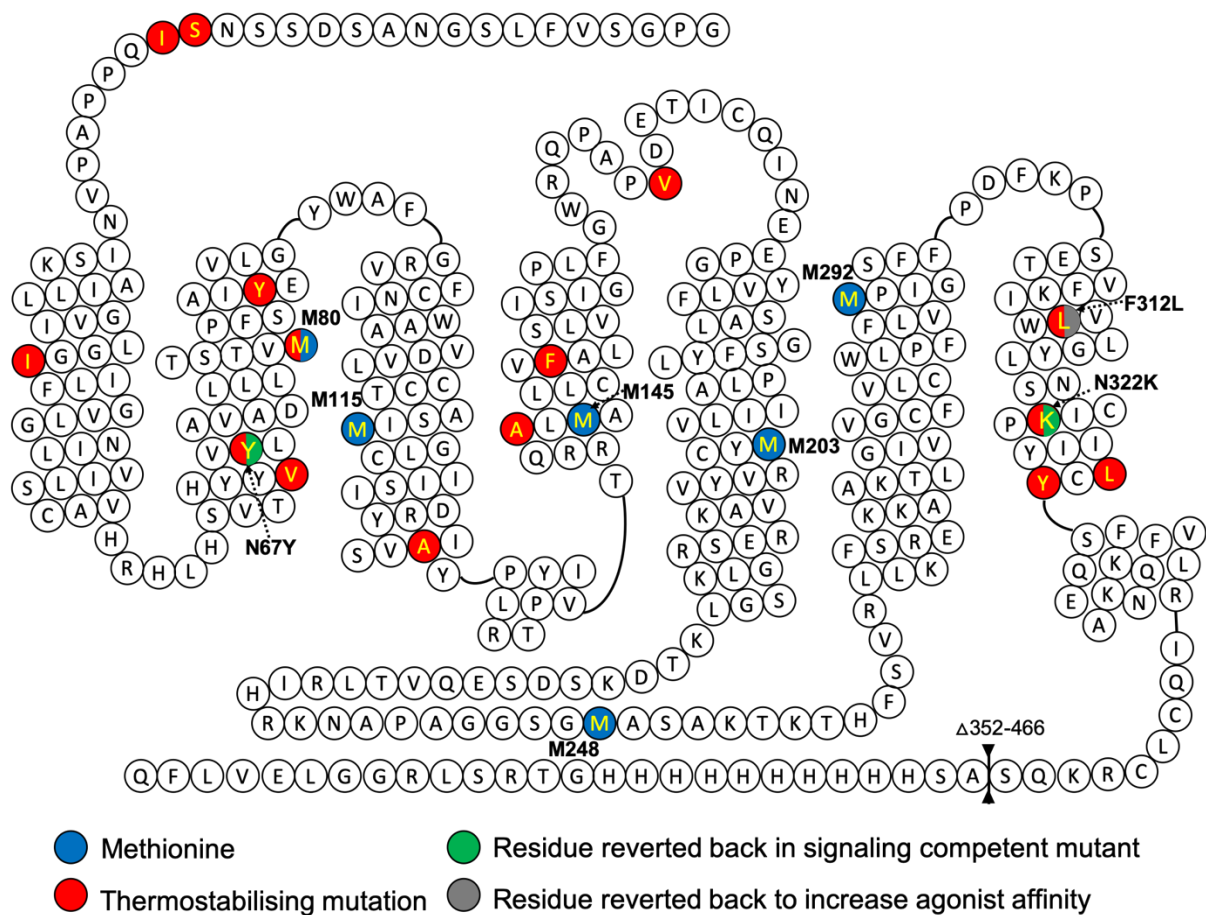 Q I S N S S D S A N G S L F V S G P G
P
P
A
P
V
N
K S I I
L L I A
I V G
I G G L
F L I I
G L V G
L I N
S L I V
C A V
H
R H L H
Y W A F
V L G
A I Y E
P F S
T S T V M
M80
L L L
A V A D
V Y L
H Y Y V
S V T
N67Y
V R G
I N C F
A A W
L V D V
T C C
M115
M I S A
C L G
I S I I
Y R D
S V A I
Y P Y I
L P V
R T
P L F
I S I G
S L V
V F A L
L L C
M145
A L M A
Q R R
T
G
W
R
Q P A P V
D
E T I C Q I N E
G P E
F L V Y
L A S
L Y F S G
A L P
V L I I
C Y M
M203
V Y V R
K A V
R S E R
K L G
L G S
K
T
D K S D S E Q V T L R I H
R K N A P A G G S G M A S A K T K T H
M248
F
S
V
R
M292
S F F
M P I G
F L V
W L P F
V L C
V G C F
G I V
A K T L
K K A
F S R E
L L K
P D F K P
T E S
I K F V
W L V
F312L
L Y G L
S N
N322K
P K I C
Y I I
Y C L
S F F V
Q K Q L
E K N R
A
I
Q
C
L
Δ352-466
Q F L V E L G G R L S R T G H H H H H H H H H H S A S Q K R C
Methionine
Residue reverted back in signaling competent mutant
Thermostabilising mutation
Residue reverted back to increase agonist affinity